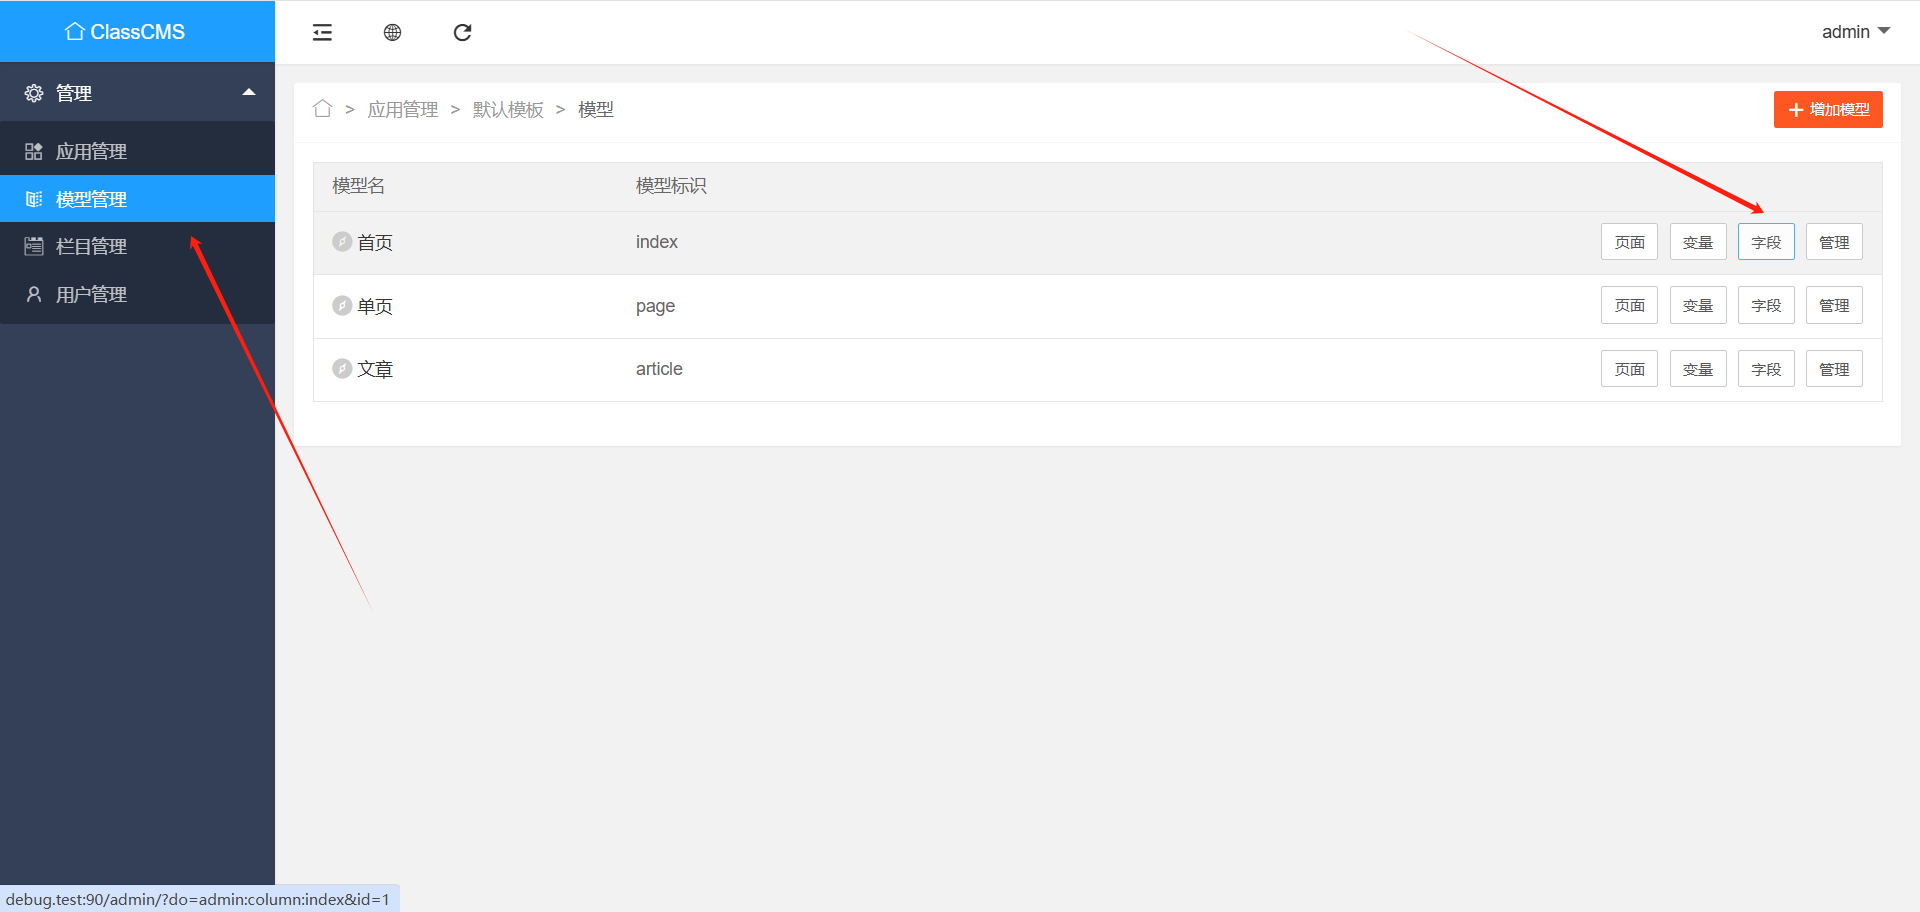 ClassCMS
admin
管理
应用管理
模型管理
栏目管理
用户管理
> 应用管理 > 默认模板 > 模型
增加模型
模型名 模型标识
首页 index 页面 变量 字段 管理
单页 page 页面 变量 字段 管理
文章 article 页面 变量 字段 管理
debug.test:90/admin/?do=admin:column:index&id=1